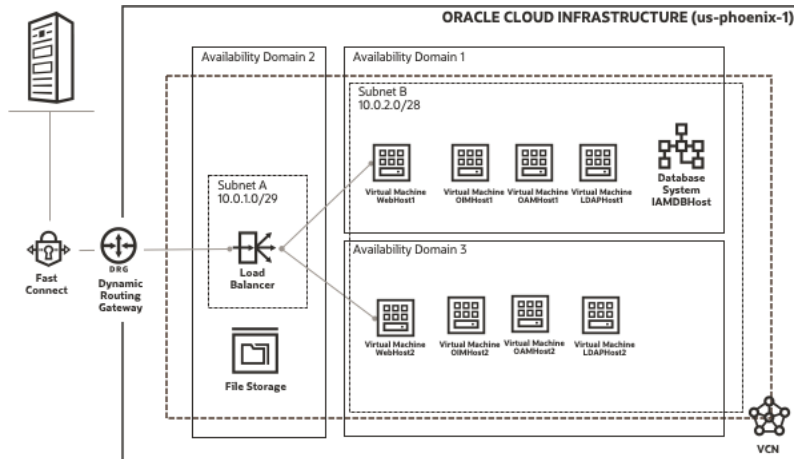 ORACLE CLOUD INFRASTRUCTURE (us-phoenix-1)
Availability Domain 2
Availability Domain 1
Subnet B
10.0.2.0/28
Virtual Machine
WebHost1
Virtual Machine
OIMHost1
Virtual Machine
OAMHost1
Virtual Machine
LDAPHost1
Database
System
IAMDBHost
Subnet A
10.0.1.0/29
Load
Balancer
Fast
Connect
DRG
Dynamic
Routing
Gateway
Availability Domain 3
Virtual Machine
WebHost2
Virtual Machine
OIMHost2
Virtual Machine
OAMHost2
Virtual Machine
LDAPHost2
File Storage
VCN